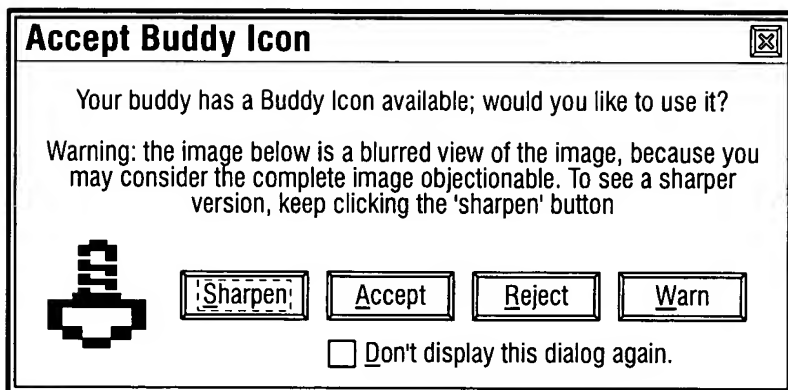 Accept Buddy Icon
Your buddy has a Buddy Icon available; would you like to use it?
Warning: the image below is a blurred view of the image, because you
may consider the complete image objectionable. To see a sharper
version, keep clicking the 'sharpen' button
Sharpen Accept Reject Warn
Don't display this dialog again.